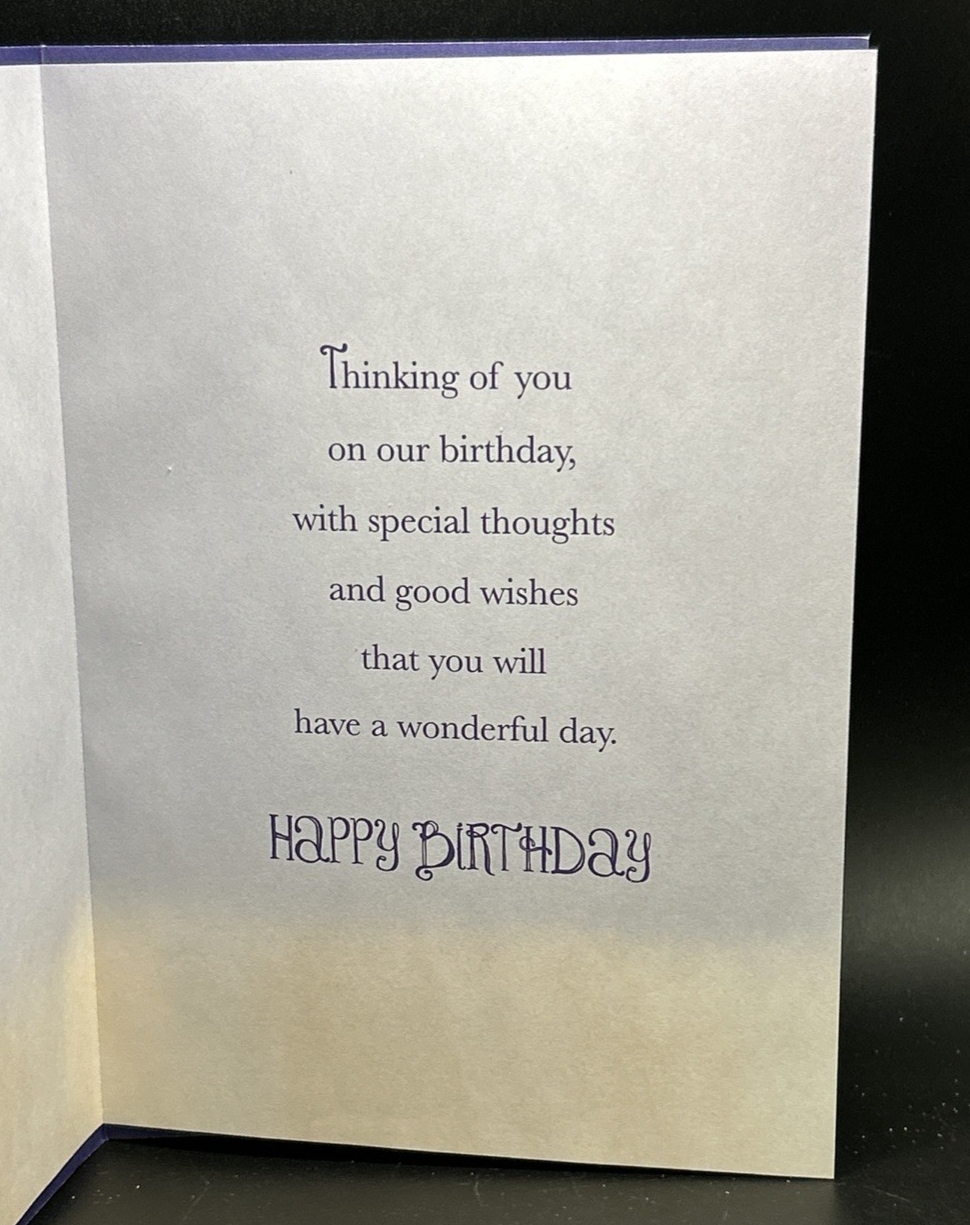 Thinking of you
on our birthday,
with special thoughts
and good wishes
that you will
have a wonderful day.
HAPPY BIRTHDAY